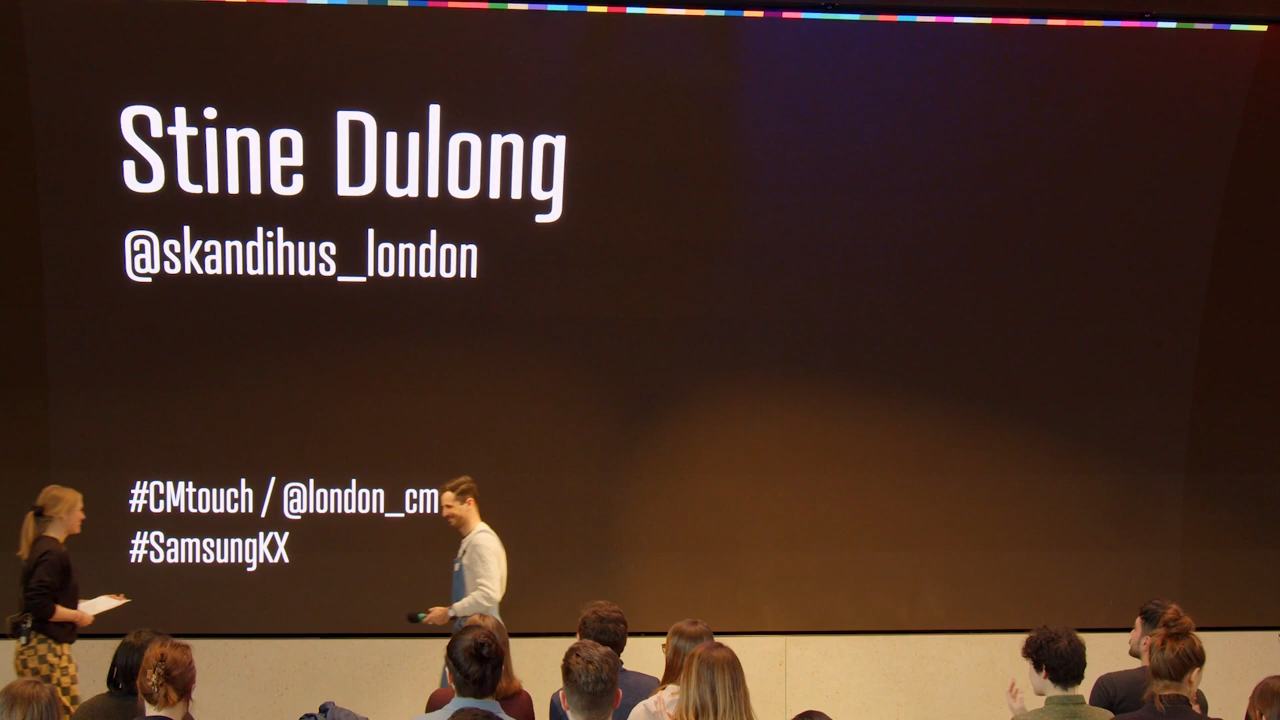 Stine Dulong
@skandihus_london
#CMtouch / @london_cm
#SamsungKX